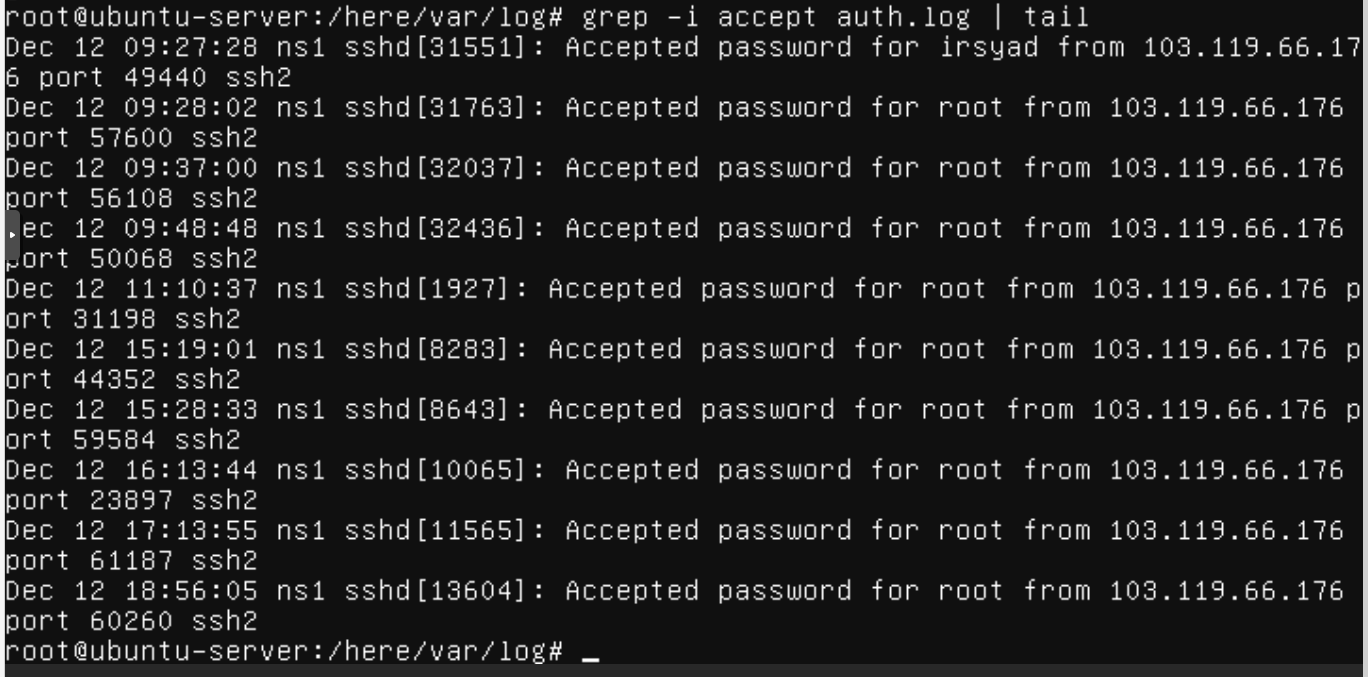 root@ubuntu-server:/here/var/log# grep -i accept auth.log | tail
Dec 12 09:27:28 ns1 sshd[31551]: Accepted password for irsyad from 103.119.66.17
6 port 49440 ssh2
Dec 12 09:28:02 ns1 sshd[31763]: Accepted password for root from 103.119.66.176
port 57600 ssh2
Dec 12 09:37:00 ns1 sshd[32037]: Accepted password for root from 103.119.66.176
port 56108 ssh2
ec 12 09:48:48 ns1 sshd[32436]: Accepted password for root from 103.119.66.176
port 50068 ssh2
Dec 12 11:10:37 ns1 sshd[1927]: Accepted password for root from 103.119.66.176 p
ort 31198 ssh2
Dec 12 15:19:01 ns1 sshd[8283]: Accepted password for root from 103.119.66.176 p
ort 44352 ssh2
Dec 12 15:28:33 ns1 sshd[8643]: Accepted password for root from 103.119.66.176 p
ort 59584 ssh2
Dec 12 16:13:44 ns1 sshd[10065]: Accepted password for root from 103.119.66.176
port 23897 ssh2
Dec 12 17:13:55 ns1 sshd[11565]: Accepted password for root from 103.119.66.176
port 61187 ssh2
Dec 12 18:56:05 ns1 sshd[13604]: Accepted password for root from 103.119.66.176
port 60260 ssh2
root@ubuntu-server:/here/var/log# _